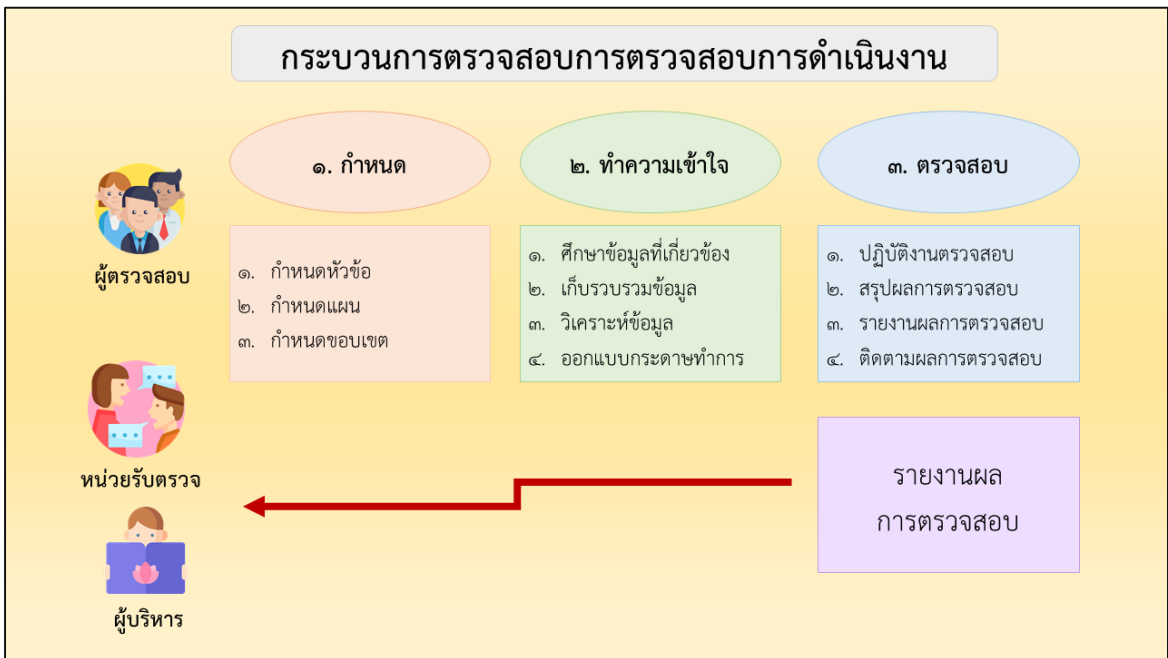 กระบวนการตรวจสอบการตรวจสอบการดำเนินงาน
๑. กำหนด
๒. ทำความเข้าใจ
๓. ตรวจสอบ
ผู้ตรวจสอบ
๑. กำหนดหัวข้อ
๒. กำหนดแผน
๓. กำหนดขอบเขต
๑. ศึกษาข้อมูลที่เกี่ยวข้อง
๒. เก็บรวบรวมข้อมูล
๓. วิเคราะห์ข้อมูล
๔. ออกแบบกระดาษทำการ
๑. ปฏิบัติงานตรวจสอบ
๒. สรุปผลการตรวจสอบ
๓. รายงานผลการตรวจสอบ
๔. ติดตามผลการตรวจสอบ
หน่วยรับตรวจ
รายงานผล
การตรวจสอบ
ผู้บริหาร